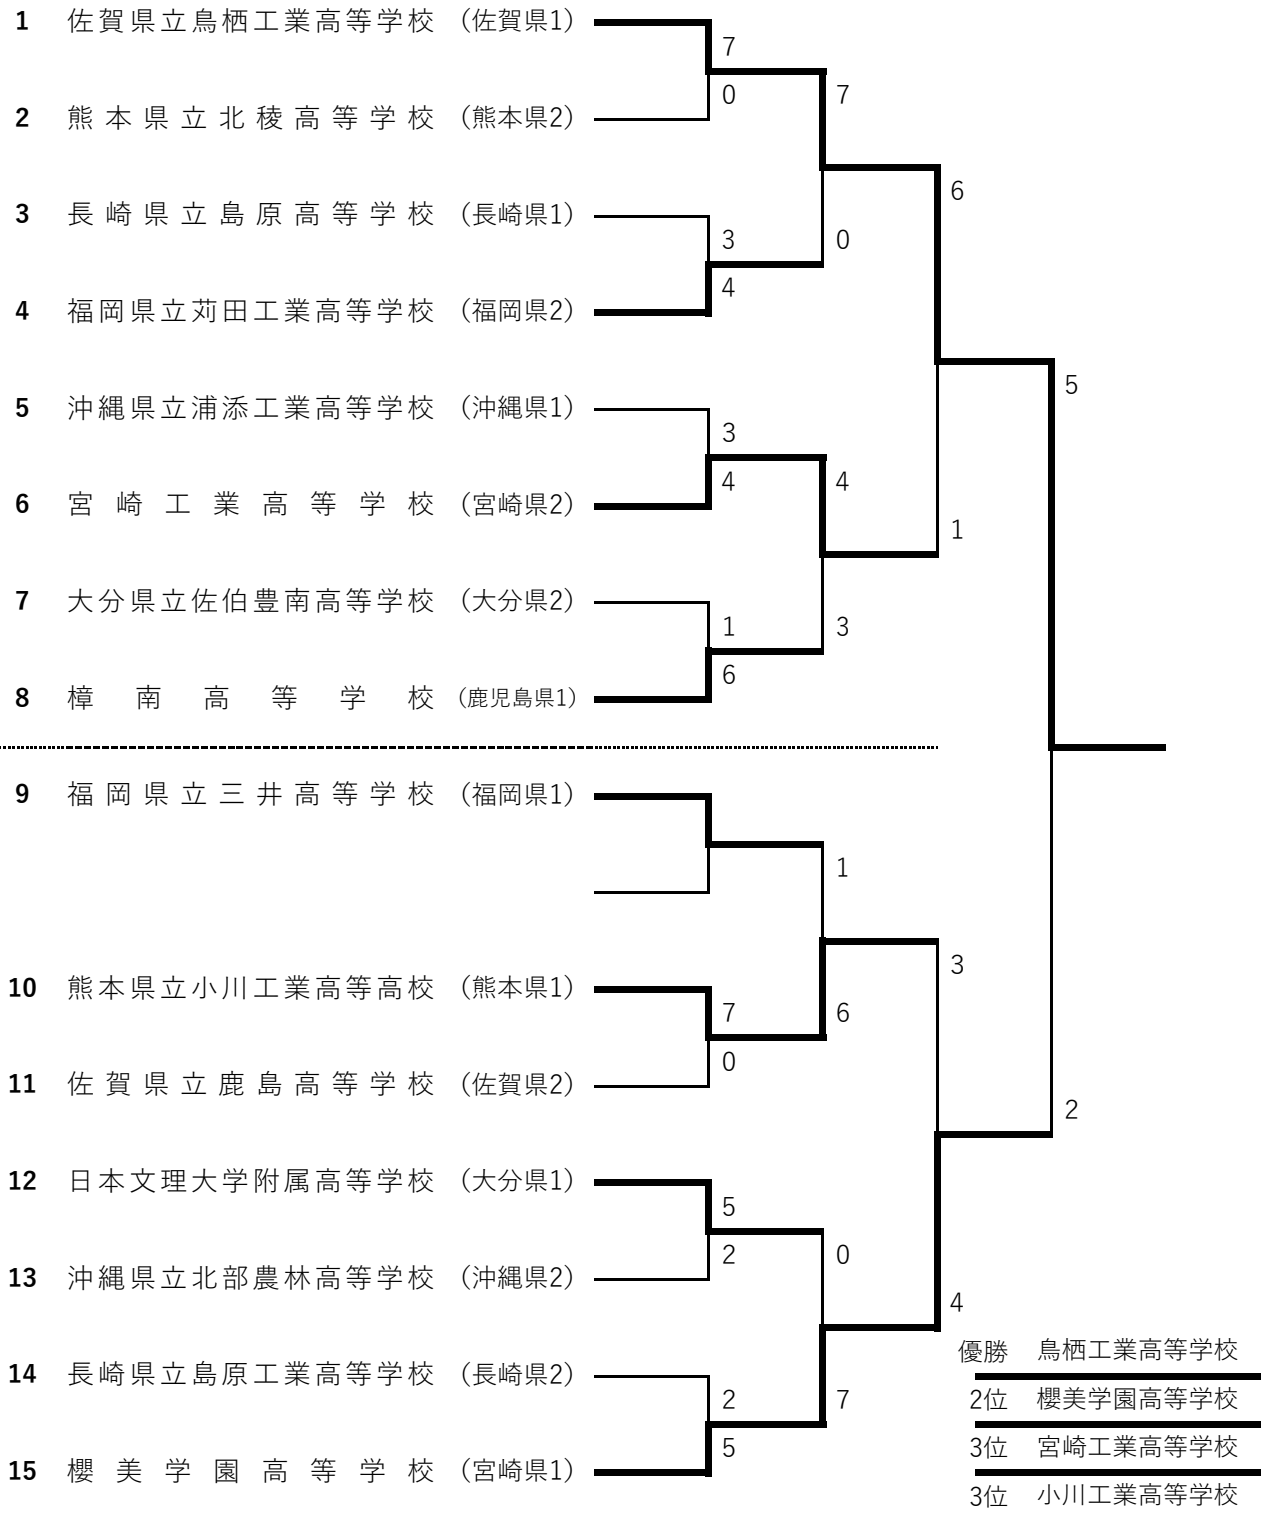 1 佐賀県立鳥栖工業高等学校 (佐賀県1)
7
0
7
2 熊本県立北稜高等学校 (熊本県2)
6
3 長崎県立島原高等学校 (長崎県1)
3
0
4
4 福岡県立苅田工業高等学校 (福岡県2)
5
5 沖縄県立浦添工業高等学校 (沖縄県1)
3
4
4
6 宮崎工業高等学校 (宮崎県2)
1
7 大分県立佐伯豊南高等学校 (大分県2)
1
3
6
8 樟南高等学校 (鹿児島県1)
9 福岡県立三井高等学校 (福岡県1)
1
3
10 熊本県立小川工業高等高校 (熊本県1)
7
6
0
11 佐賀県立鹿島高等学校 (佐賀県2)
2
12 日本文理大学附属高等学校 (大分県1)
5
2
0
13 沖縄県立北部農林高等学校 (沖縄県2)
4
14 長崎県立島原工業高等学校 (長崎県2)
2
7
5
15 櫻美学園高等学校 (宮崎県1)
優勝 鳥栖工業高等学校
2位 櫻美学園高等学校
3位 宮崎工業高等学校
3位 小川工業高等学校